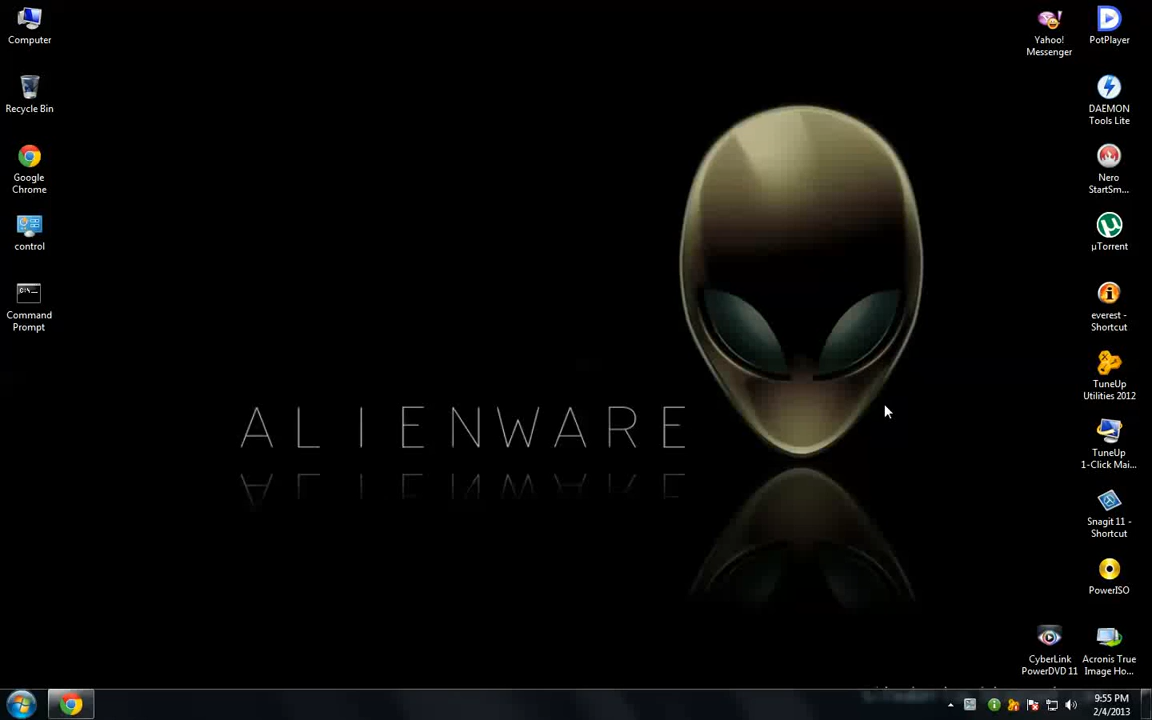 Computer
Recycle Bin
Google
Chrome
control
C:\_
Command
Prompt
ALIENWARE
Yahoo!
Messenger
PotPlayer
DAEMON
Tools Lite
Nero
StartSm...
µTorrent
everest -
Shortcut
TuneUp
Utilities 2012
TuneUp
1-Click Mai...
Snagit 11 -
Shortcut
PowerISO
CyberLink
PowerDVD 11
Acronis True
Image Ho...
9:55 PM
2/4/2013